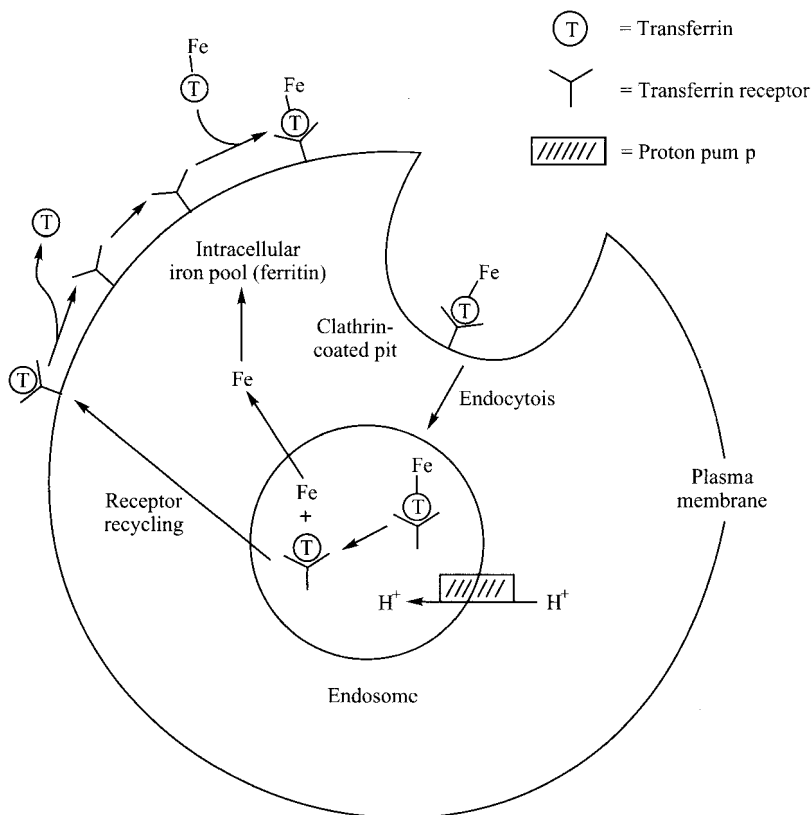 Fe
T
Fe
T
T = Transferrin
= Transferrin receptor
= Proton pum p
T
Intracellular
iron pool (ferritin)
Fe
T
Clathrin-
coated pit
T
Fe
Endocytois
Plasma
membrane
Receptor
recycling
Fe
+
T
Fe
T
H+
H+
Endosome